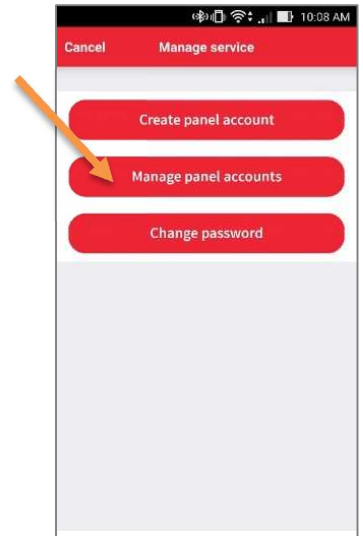 10:08 AM
Cancel Manage service
Create panel account
Manage panel accounts
Change password